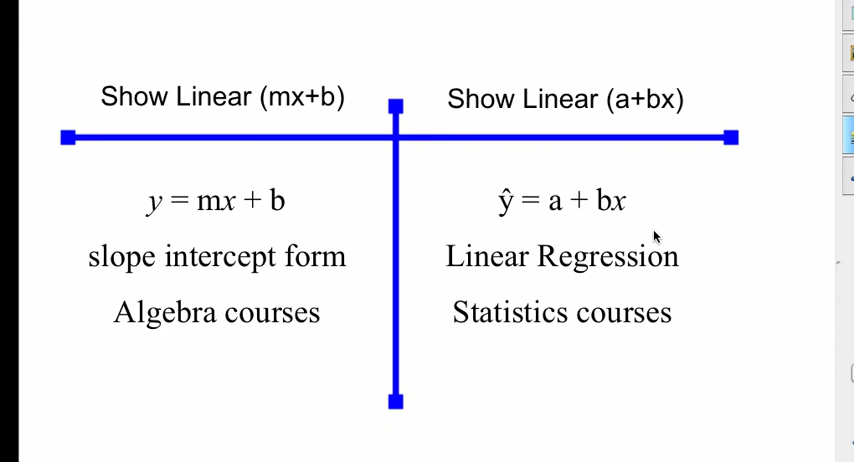 Show Linear (mx+b)
Show Linear (a+bx)
y = mx + b
slope intercept form
Algebra courses
ŷ = a + bx
Linear Regression
Statistics courses